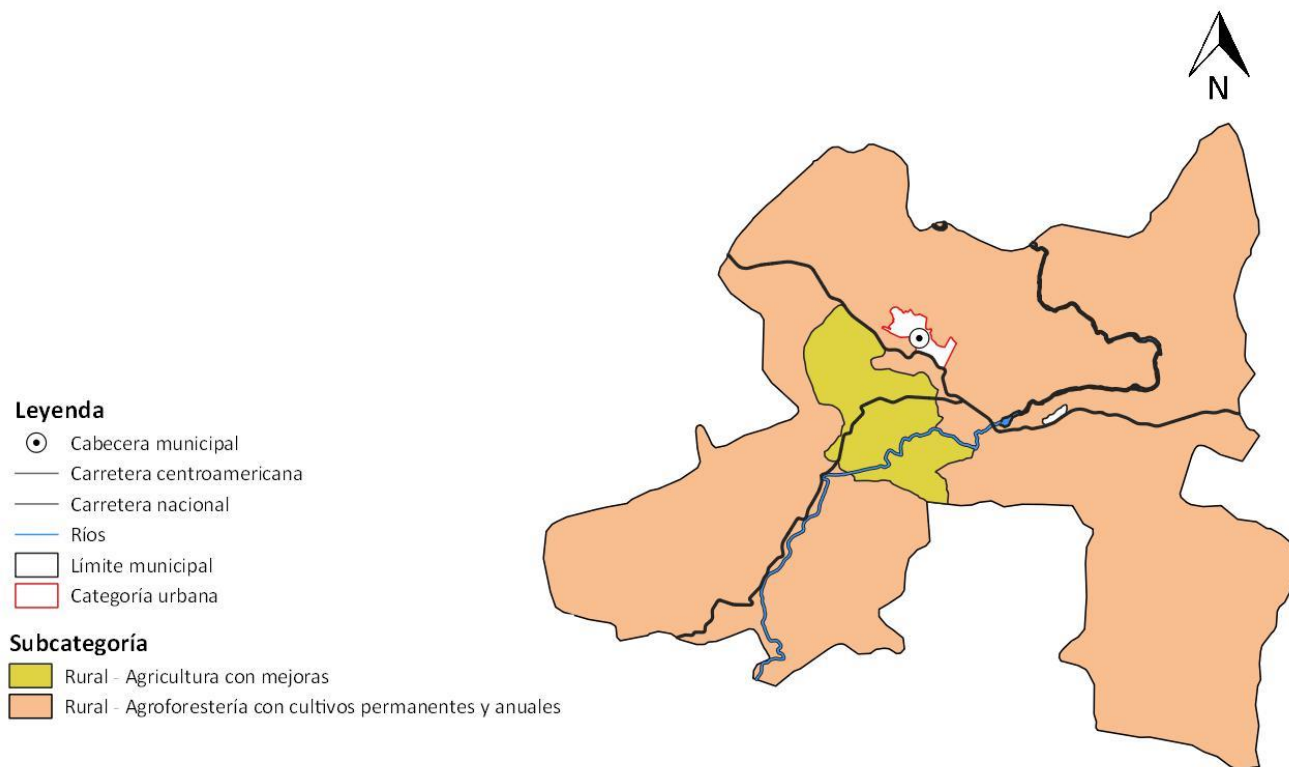 N
Leyenda
Cabecera municipal
Carretera centroamericana
Carretera nacional
Ríos
Límite municipal
Categoría urbana
Subcategoría
Rural - Agricultura con mejoras
Rural - Agroforestería con cultivos permanentes y anuales